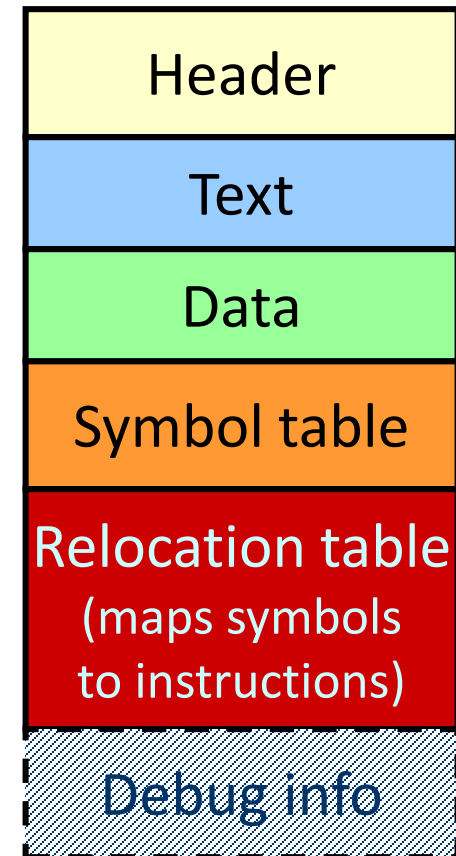 Header
Text
Data
Symbol table
Relocation table
(maps symbols
to instructions)
Debug info